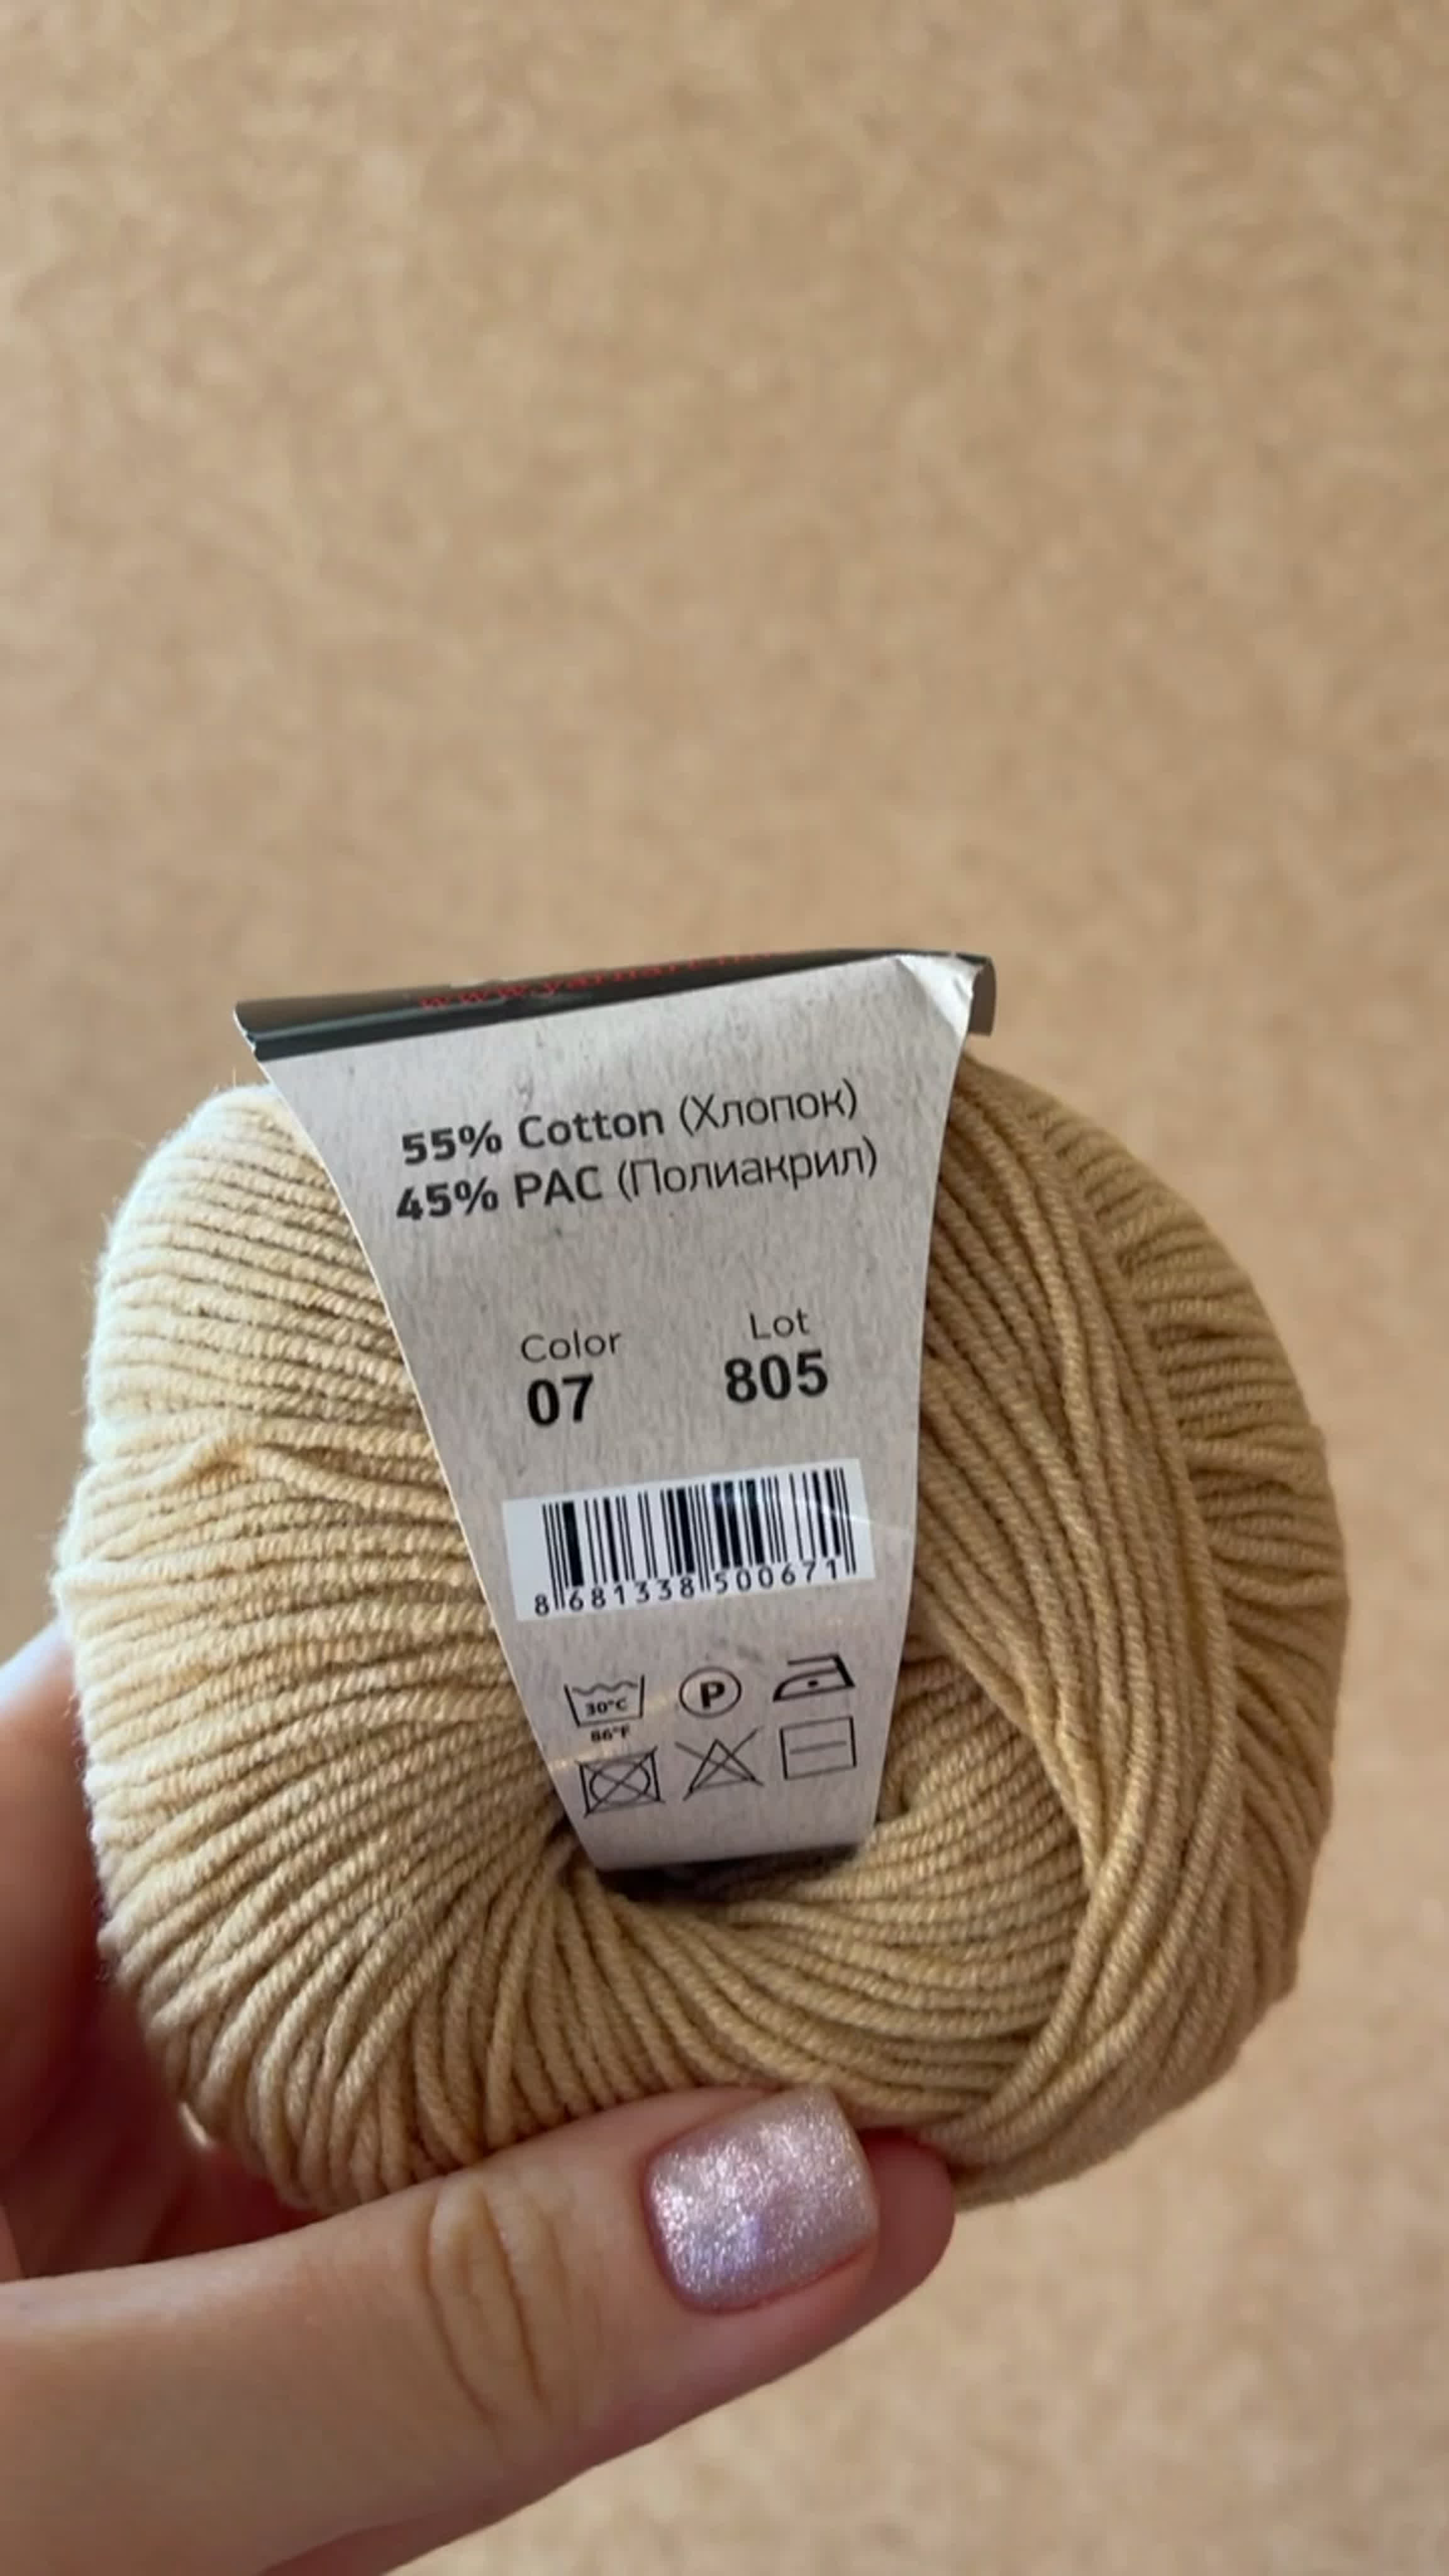 55% Cotton (Хлопок)
45% PAC (Полиакрил)
Color Lot
07 805
8 681338 500671
30°C P
86°F